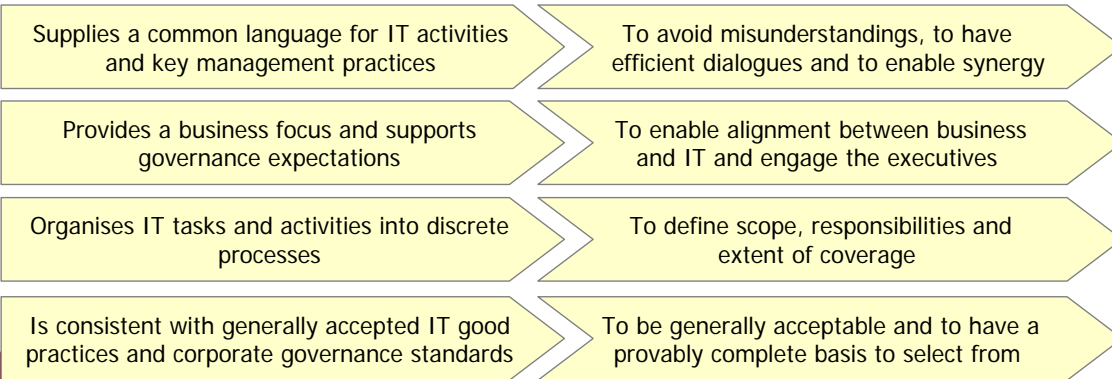 Supplies a common language for IT activities
and key management practices
To avoid misunderstandings, to have
efficient dialogues and to enable synergy
Provides a business focus and supports
governance expectations
To enable alignment between business
and IT and engage the executives
Organises IT tasks and activities into discrete
processes
To define scope, responsibilities and
extent of coverage
Is consistent with generally accepted IT good
practices and corporate governance standards
To be generally acceptable and to have a
provably complete basis to select from